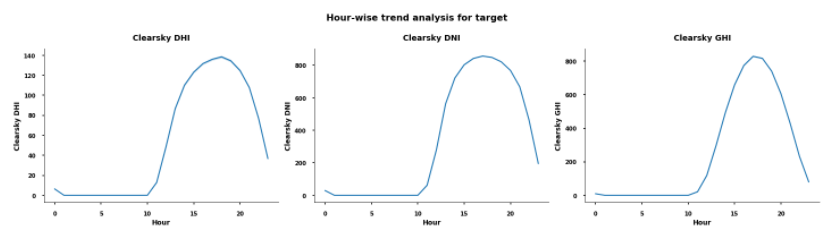 Hour-wise trend analysis for target
Clearsky DHI
Clearsky DHI
140
120
100
80
60
40
20
0
0 5 10 15 20
Hour
Clearsky DNI
Clearsky DNI
800
600
400
200
0
0 5 10 15 20
Hour
Clearsky GHI
Clearsky GHI
800
600
400
200
0
0 5 10 15 20
Hour